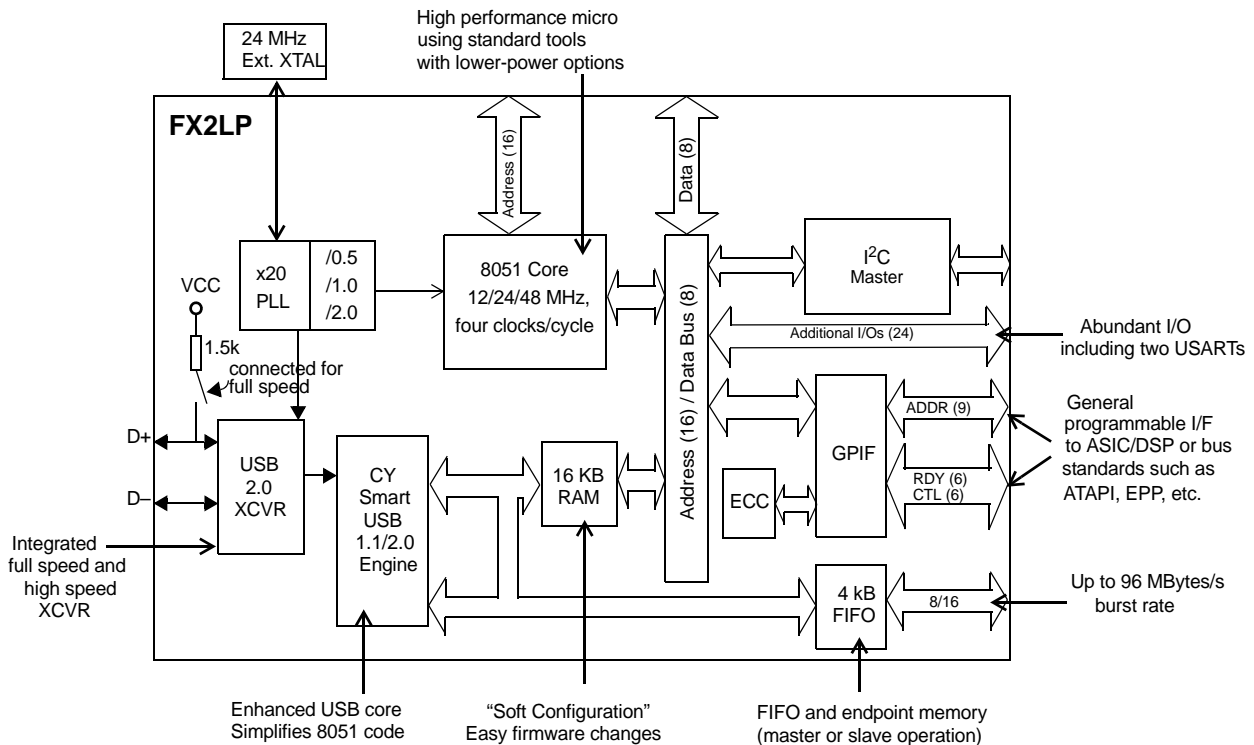 High performance micro
using standard tools
with lower-power options
24 MHz
Ext. XTAL
FX2LP
Address (16)
Data (8)
x20
PLL
/0.5
/1.0
/2.0
8051 Core
12/24/48 MHz,
four clocks/cycle
I²C
Master
VCC
1.5k
connected for
full speed
Address (16) / Data Bus (8)
Additional I/Os (24)
Abundant I/O
including two USARTs
D+
D–
USB
2.0
XCVR
CY
Smart
USB
1.1/2.0
Engine
16 KB
RAM
ECC
GPIF
ADDR (9)
RDY (6)
CTL (6)
General
programmable I/F
to ASIC/DSP or bus
standards such as
ATAPI, EPP, etc.
Integrated
full speed and
high speed
XCVR
4 kB
FIFO
8/16
Up to 96 MBytes/s
burst rate
Enhanced USB core
Simplifies 8051 code
“Soft Configuration”
Easy firmware changes
FIFO and endpoint memory
(master or slave operation)